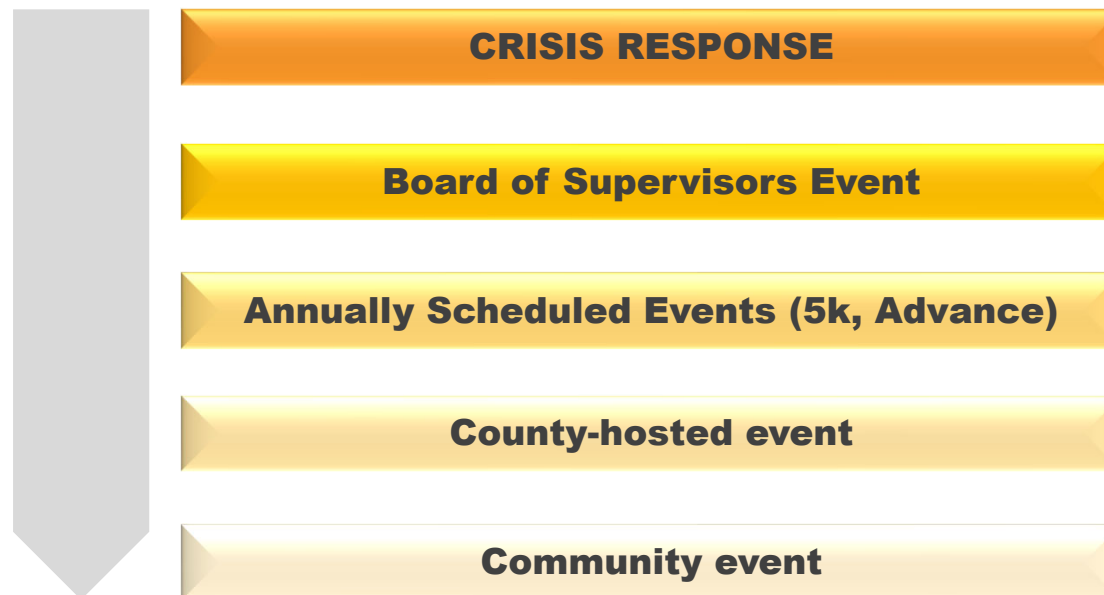 CRISIS RESPONSE
Board of Supervisors Event
Annually Scheduled Events (5k, Advance)
County-hosted event
Community event